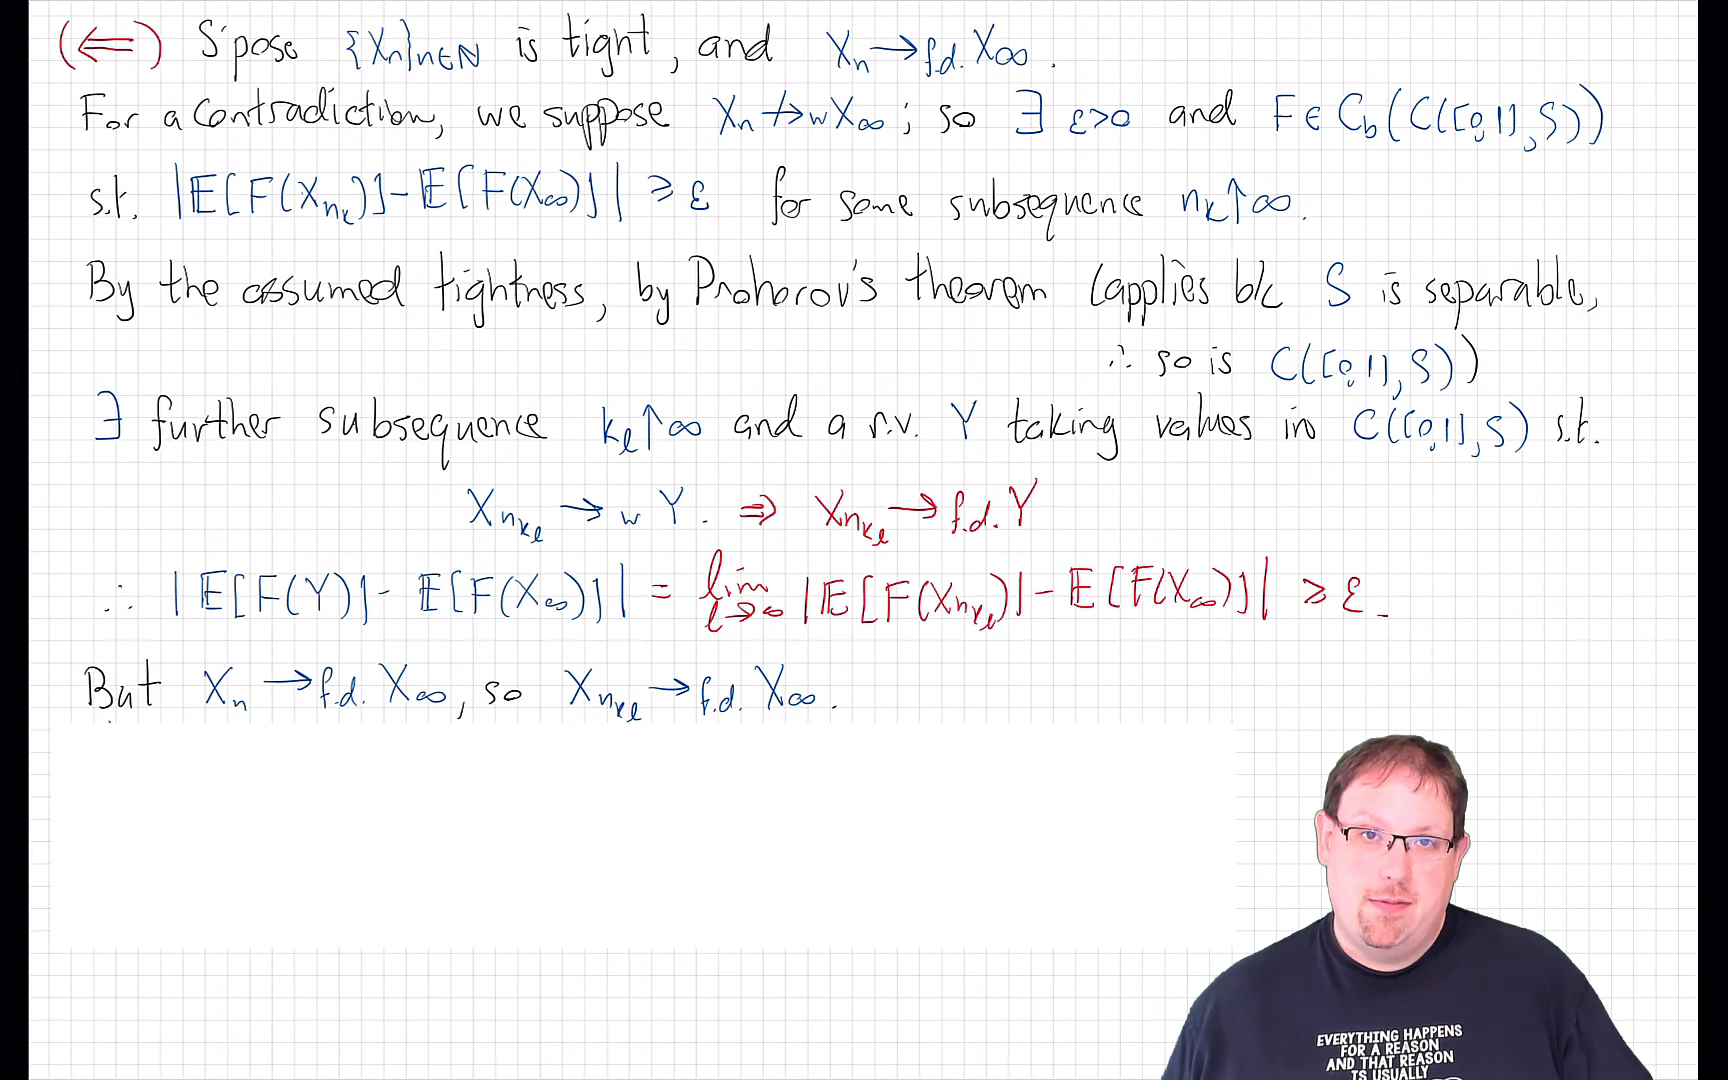 (⇐) S'pose {Xn}n∈ℕ is tight, and Xn →f.d. X∞.
For a contradiction, we suppose Xn ↛w X∞; so ∃ ε>0 and F∈ Cb(C([0,1],S))
s.t. |𝔼[F(Xnk)]-𝔼[F(X∞)]| ≥ ε for some subsequence nk↑∞.
By the assumed tightness, by Prohorov's theorem (applies b/c S is separable,
∴ so is C([0,1],S))
∃ further subsequence kℓ↑∞ and a r.v. Y taking values in C([0,1],S) s.t.
Xnkℓ → w Y. ⇒ Xnkℓ → f.d. Y
∴ |𝔼[F(Y)]-𝔼[F(X∞)]| = lim ℓ→∞ |𝔼[F(Xnkℓ)]-𝔼[F(X∞)]| ≥ ε.
But Xn →f.d. X∞, so Xnkℓ →f.d. X∞.
EVERYTHING HAPPENS
FOR A REASON
AND THAT REASON
IS USUALLY